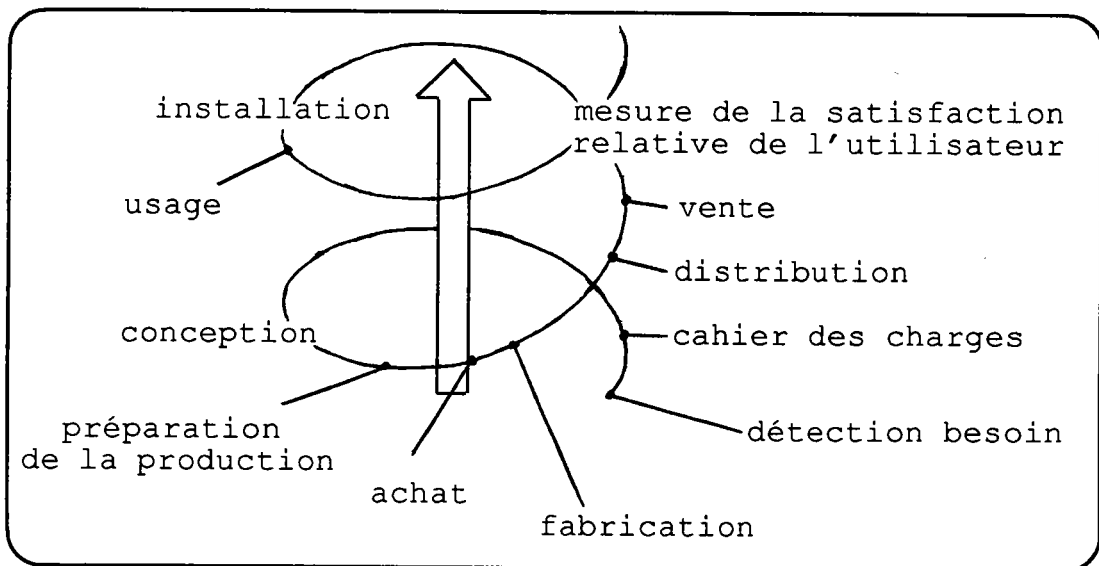 installation
mesure de la satisfaction
relative de l'utilisateur
usage
vente
distribution
conception
cahier des charges
préparation
de la production
détection besoin
achat
fabrication